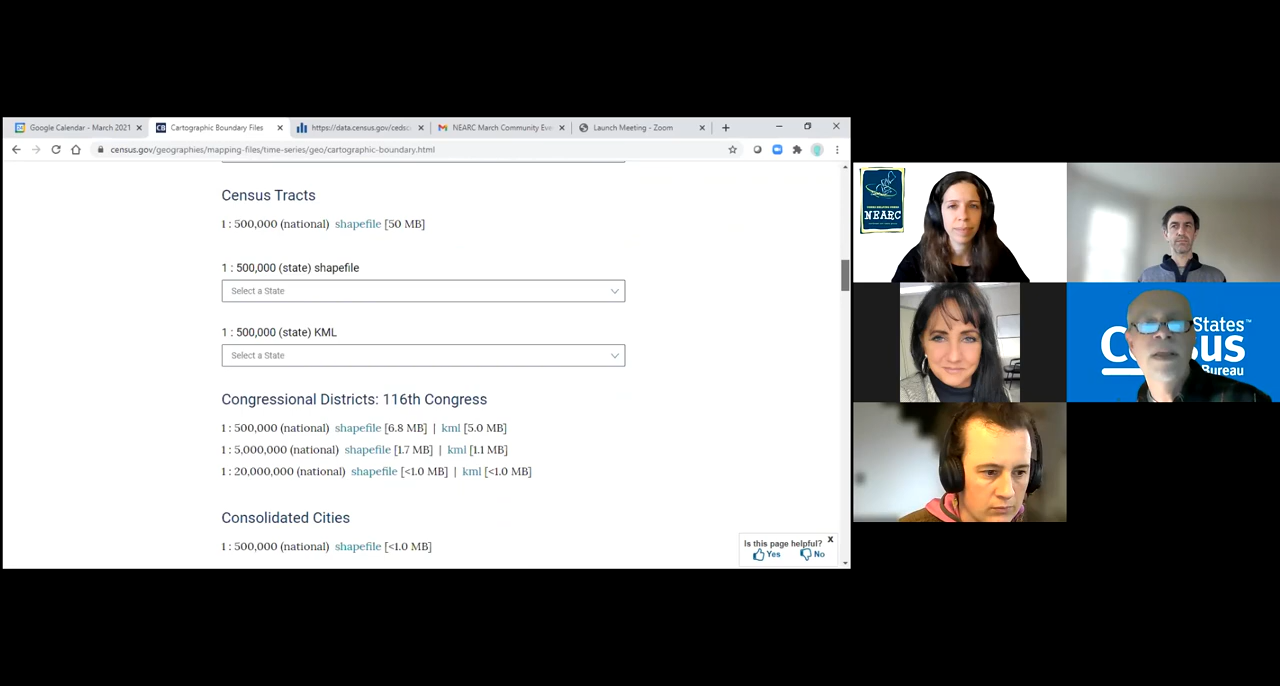 Google Calendar - March 2021
Cartographic Boundary Files
https://data.census.gov/cedsc
NEARC March Community Eve
Launch Meeting - Zoom
census.gov/geographies/mapping-files/time-series/geo/cartographic-boundary.html
Census Tracts
1 : 500,000 (national) shapefile [50 MB]
1 : 500,000 (state) shapefile
Select a State
1 : 500,000 (state) KML
Select a State
Congressional Districts: 116th Congress
1 : 500,000 (national) shapefile [6.8 MB] | kml [5.0 MB]
1 : 5,000,000 (national) shapefile [1.7 MB] | kml [1.1 MB]
1 : 20,000,000 (national) shapefile [<1.0 MB] | kml [<1.0 MB]
Consolidated Cities
1 : 500,000 (national) shapefile [<1.0 MB]
Is this page helpful? X
Yes No
NEARC
States™
C sus
Bureau